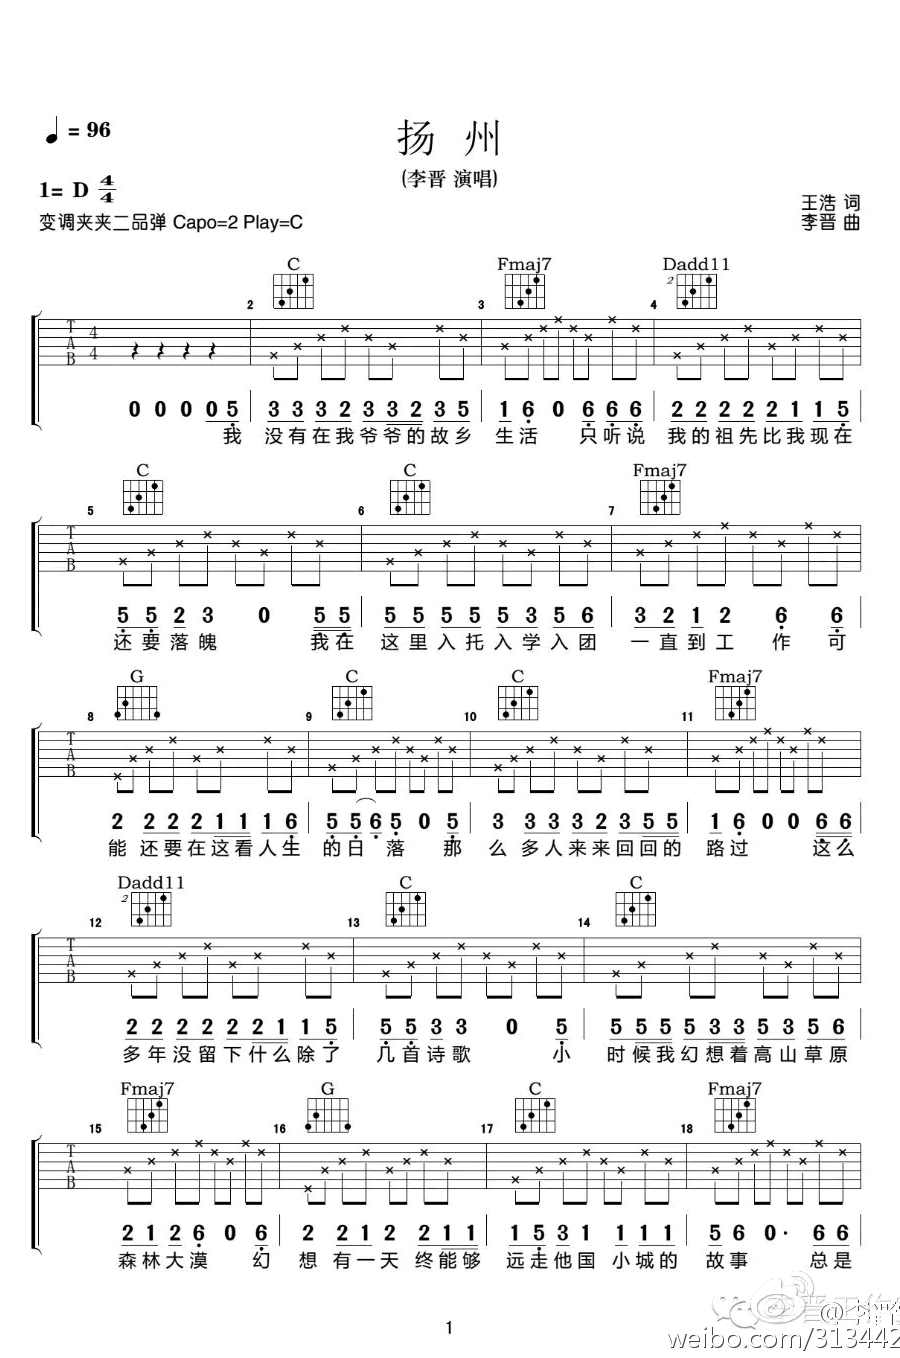 = 96
扬 州
(李晋 演唱)
1= D 4/4
变调夹夹二品弹 Capo=2 Play=C
王浩 词
李晋 曲
C Fmaj7 Dadd11
2 3 4 2
T A B 4 4
0 0 0 0 5 3 3 3 2 3 3 2 3 5 1 6 0 6 6 6 2 2 2 2 2 1 1 5
我 没有在我爷爷的故乡 生活 只听说 我的祖先比我现在
C C Fmaj7
5 6 7
T A B
5 5 2 3 0 5 5 5 5 5 5 5 3 5 6 3 2 1 2 6 6
还要落魄 我在 这里入托入学入团 一直到工 作 可
G C C Fmaj7
8 9 10 11
T A B
2 2 2 2 1 1 1 6 5 5 6 5 0 5 3 3 3 2 3 5 5 1 6 0 0 6 6
能 还要在这看人生 的日 落 那 么 多人来来回回的 路过 这么
Dadd11 C C
12 2 13 14
T A B
2 2 2 2 2 2 1 1 5 5 5 3 3 0 5 5 5 5 5 3 3 5 5 5 5
多年没留下什么除了 几首诗歌 小 时候我幻想着高山草原
Fmaj7 G C Fmaj7
15 16 17 18
T A B
2 1 2 6 0 6 2 2 1 2 2 1 1 1 5 3 1 1 1 1 5 6 0· 6 6
森林大漠 幻 想 有一天 终能够 远走他国 小城的 故事 总是
1
weibo.com/313442